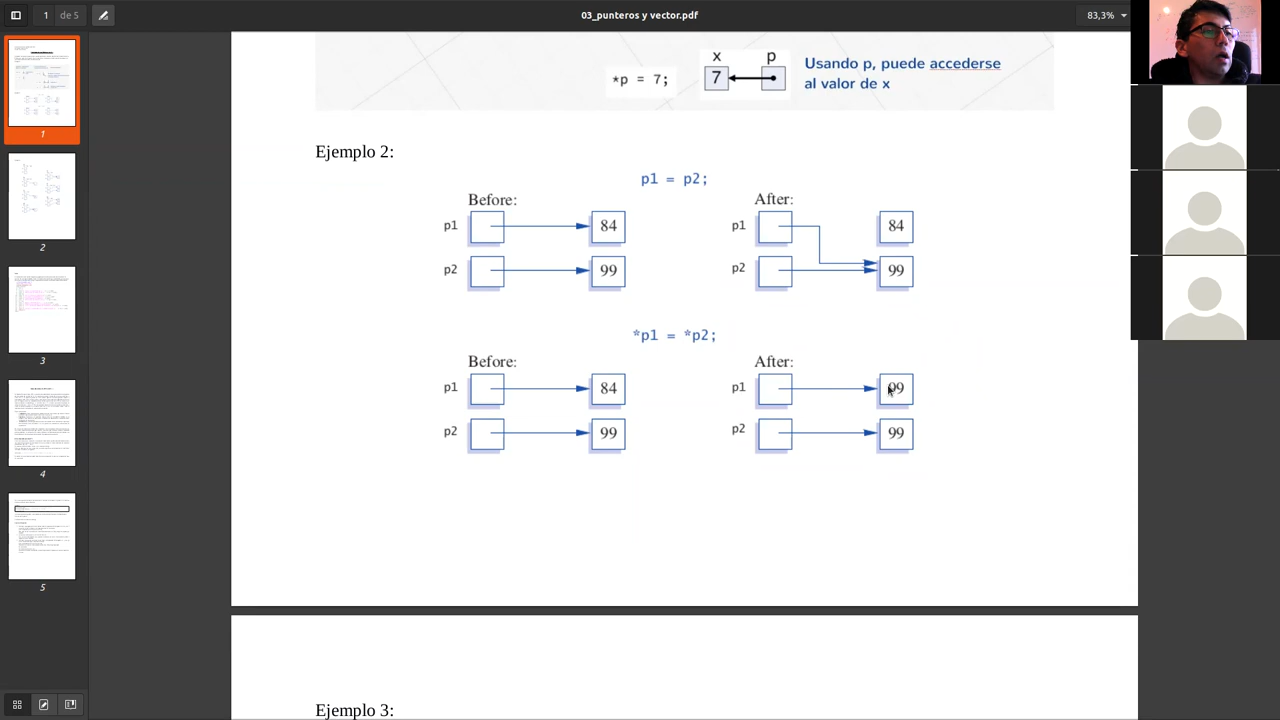 1 de 5
03_punteros y vector.pdf
83,3%
x p
*p = 7;
7
Usando p, puede accederse
al valor de x
Ejemplo 2:
p1 = p2;
Before:
After:
p1 84
p1 84
p2 99
p2 99
*p1 = *p2;
Before:
After:
p1 84
p1 99
p2 99
p2 99
Ejemplo 3:
1
2
3
4
5